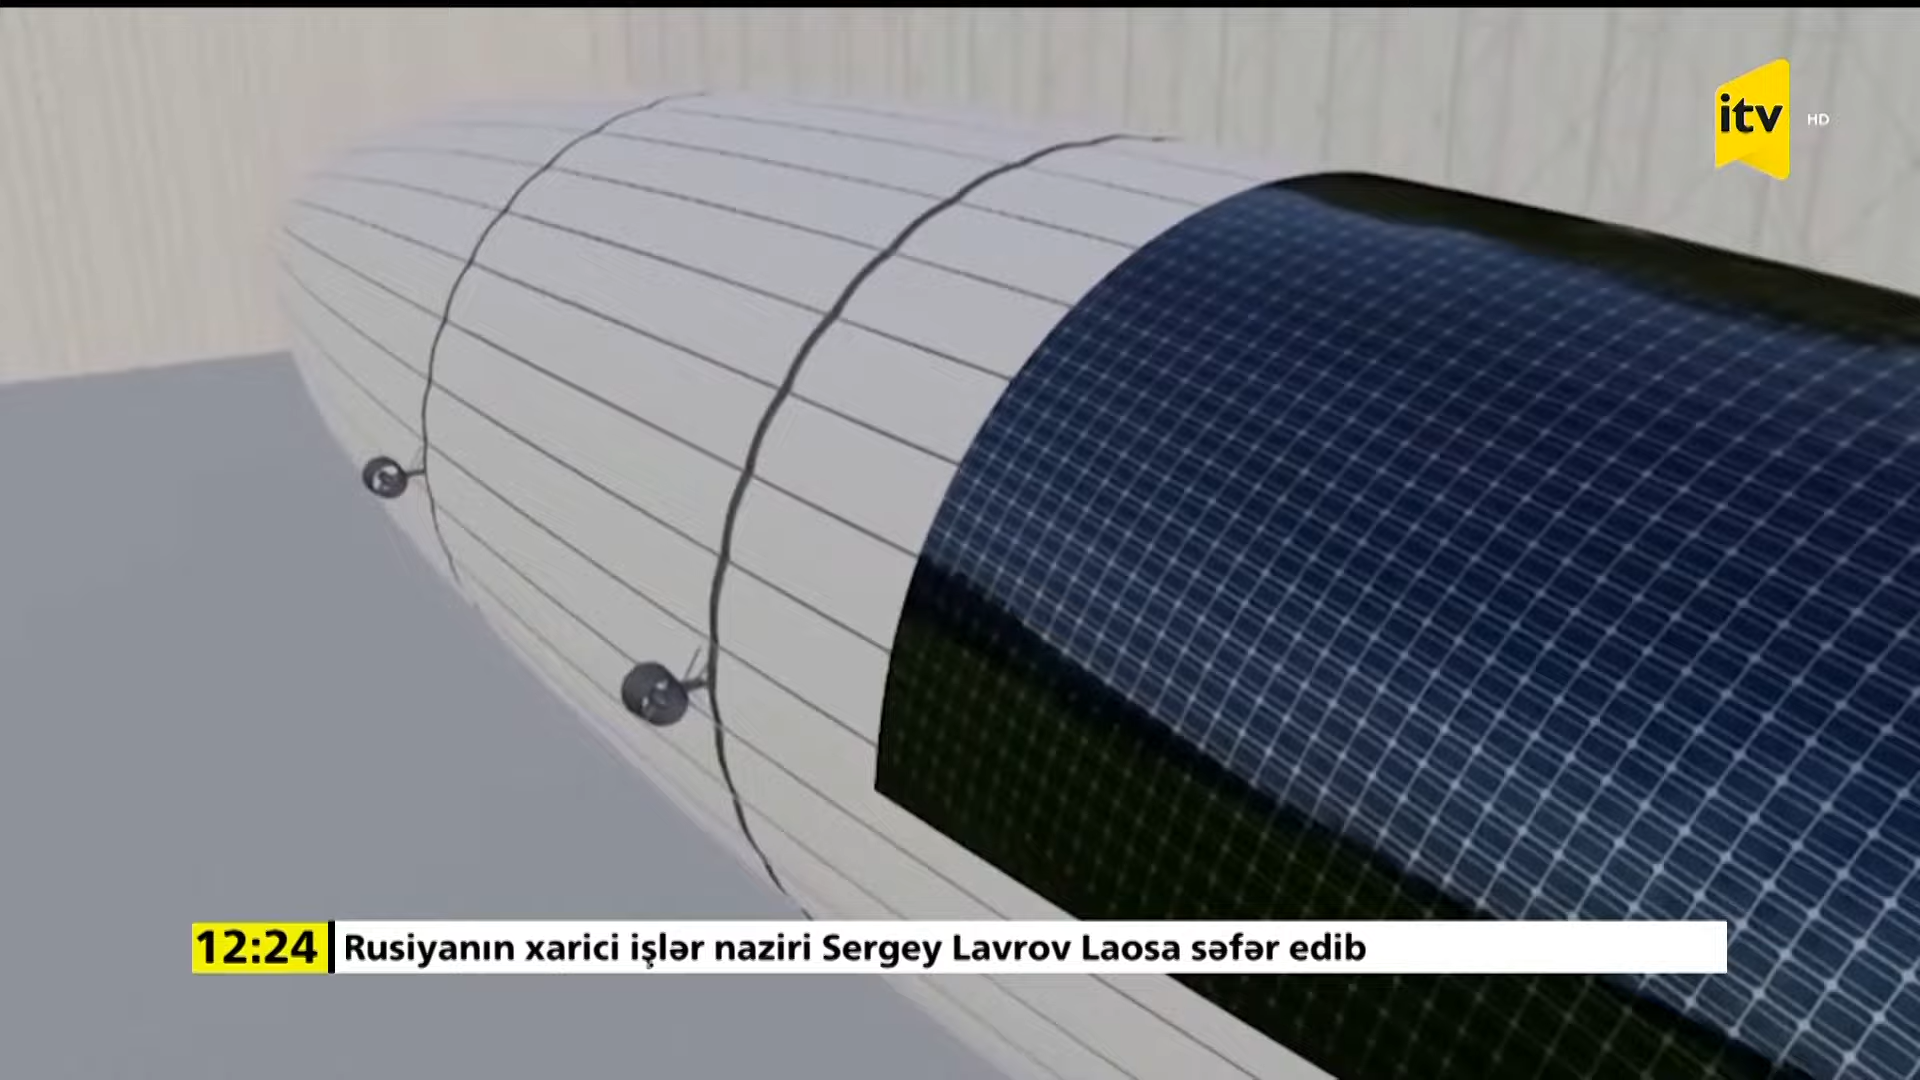 itv HD
12:24 Rusiyanın xarici işlər naziri Sergey Lavrov Laosa səfər edib